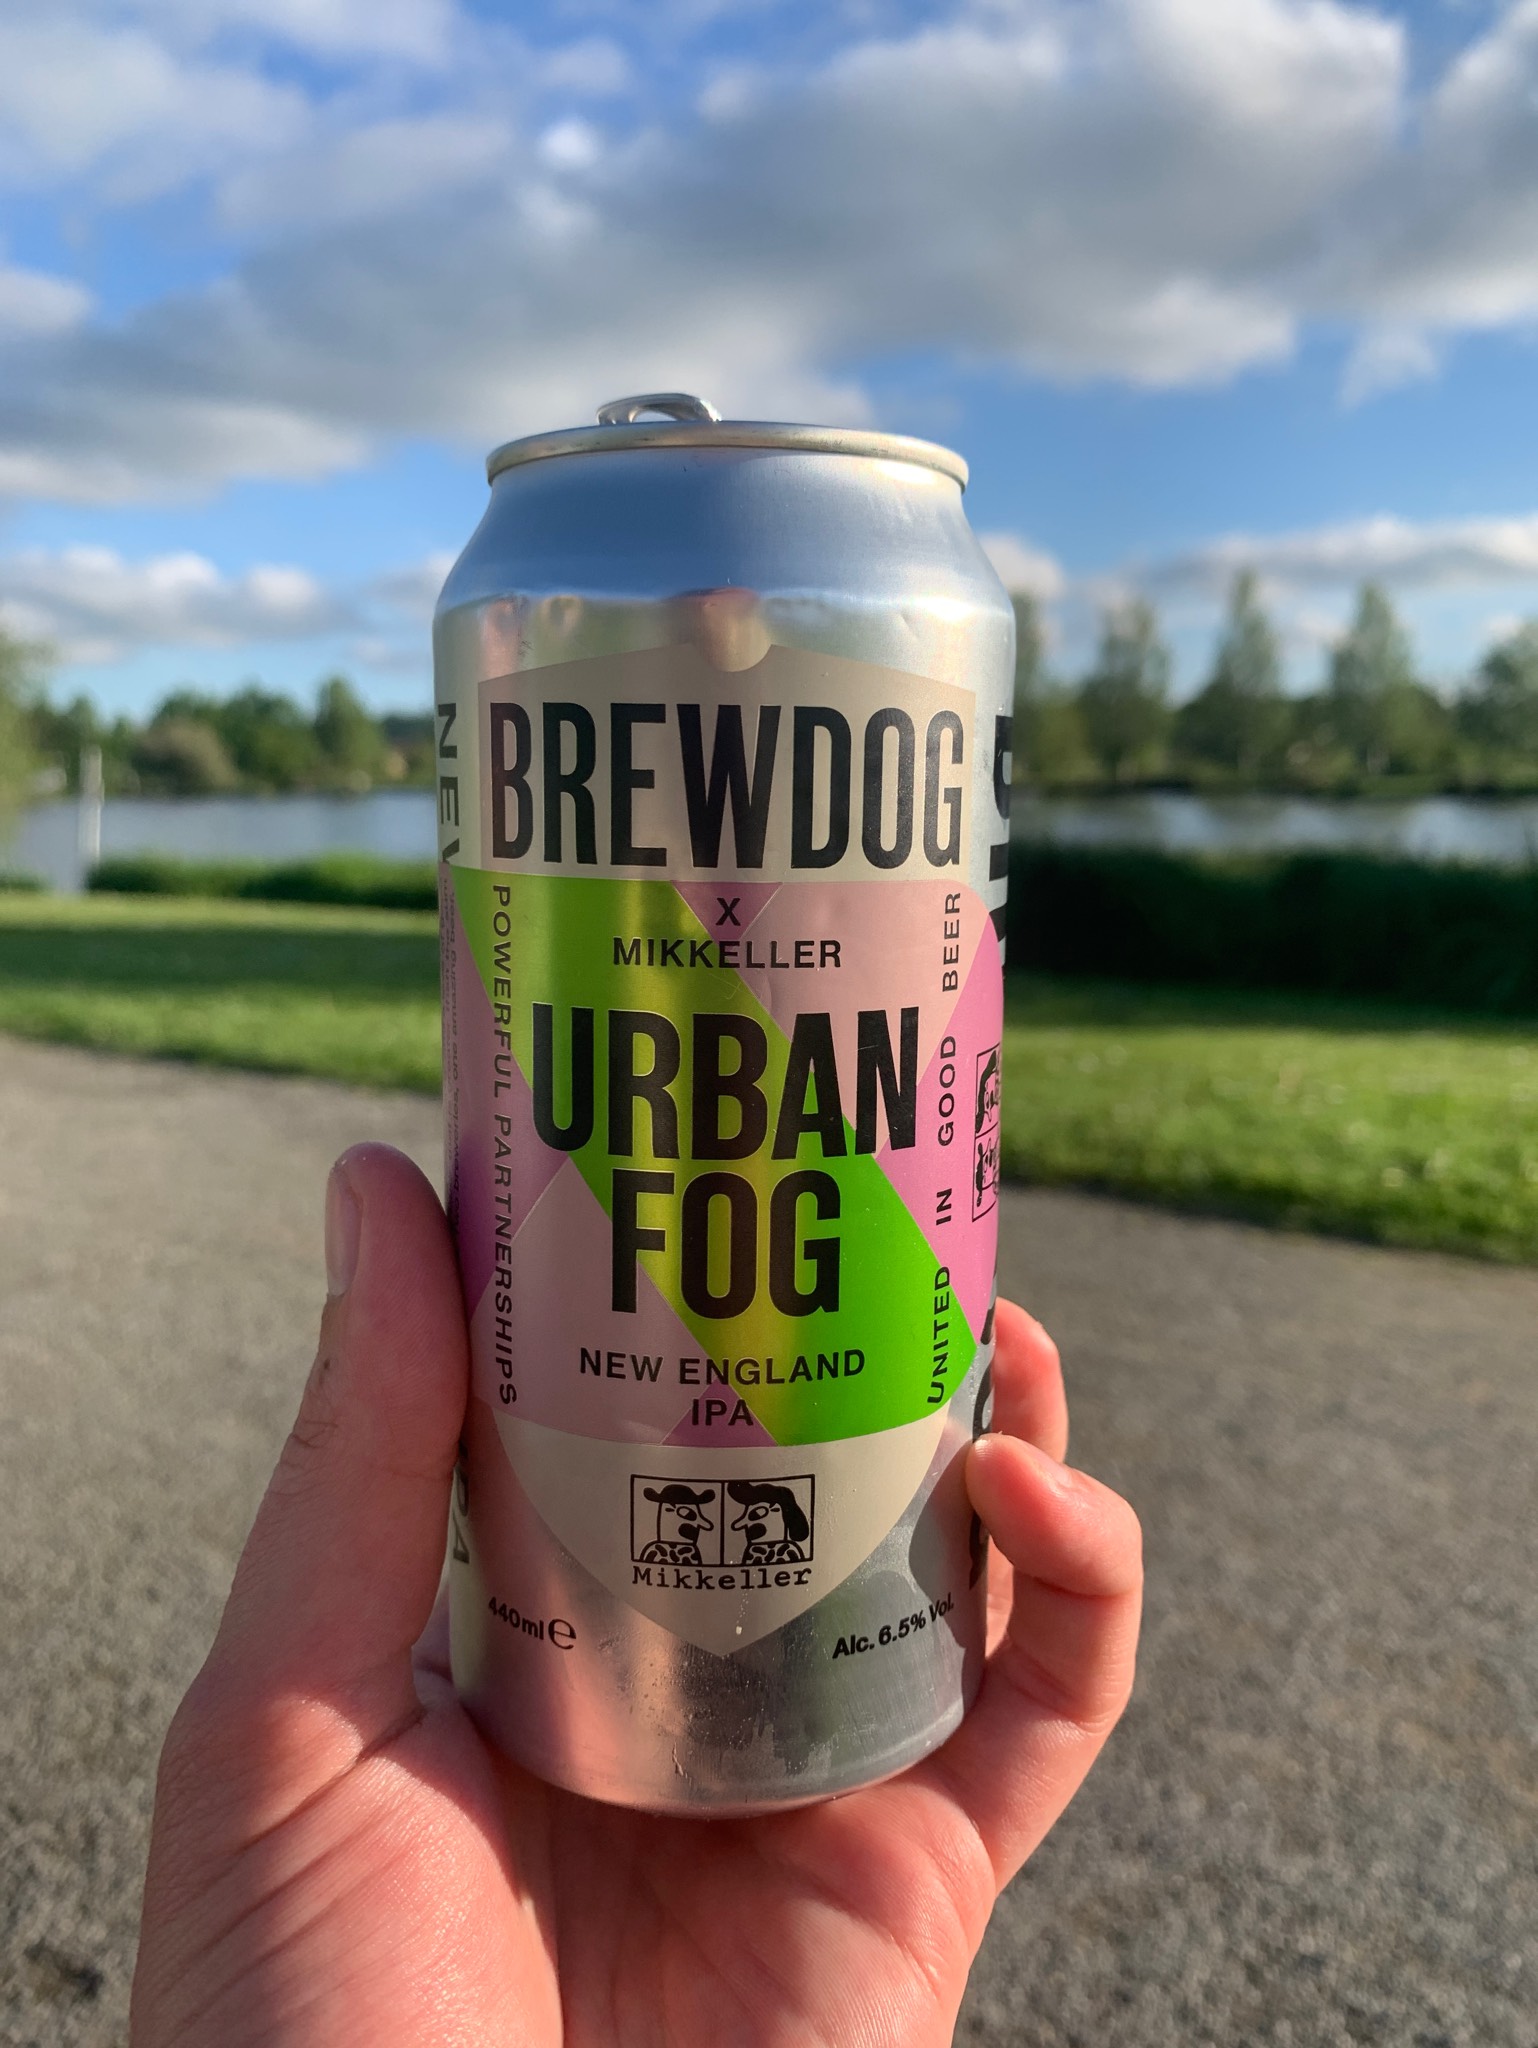 BREWDOG
X
MIKKELLER
URBAN
FOG
NEW ENGLAND
IPA
POWERFUL PARTNERSHIPS
UNITED IN GOOD BEER
Mikkeller
440ml e
Alc. 6.5% Vol.